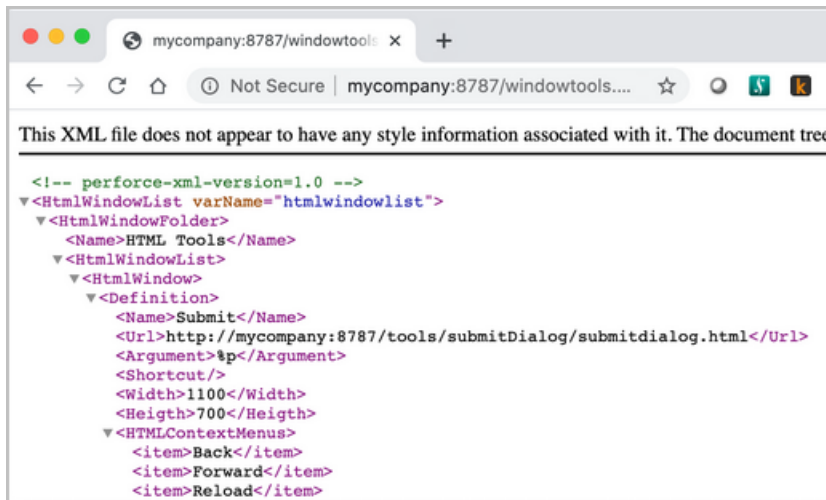 mycompany:8787/windowtools
Not Secure | mycompany:8787/windowtools....
This XML file does not appear to have any style information associated with it. The document tree
<!-- perforce-xml-version=1.0 -->
<HtmlWindowList varName="htmlwindowlist">
<HtmlWindowFolder>
<Name>HTML Tools</Name>
<HtmlWindowList>
<HtmlWindow>
<Definition>
<Name>Submit</Name>
<Url>http://mycompany:8787/tools/submitDialog/submitdialog.html</Url>
<Argument>%p</Argument>
<Shortcut/>
<Width>1100</Width>
<Heigth>700</Heigth>
<HTMLContextMenus>
<item>Back</item>
<item>Forward</item>
<item>Reload</item>